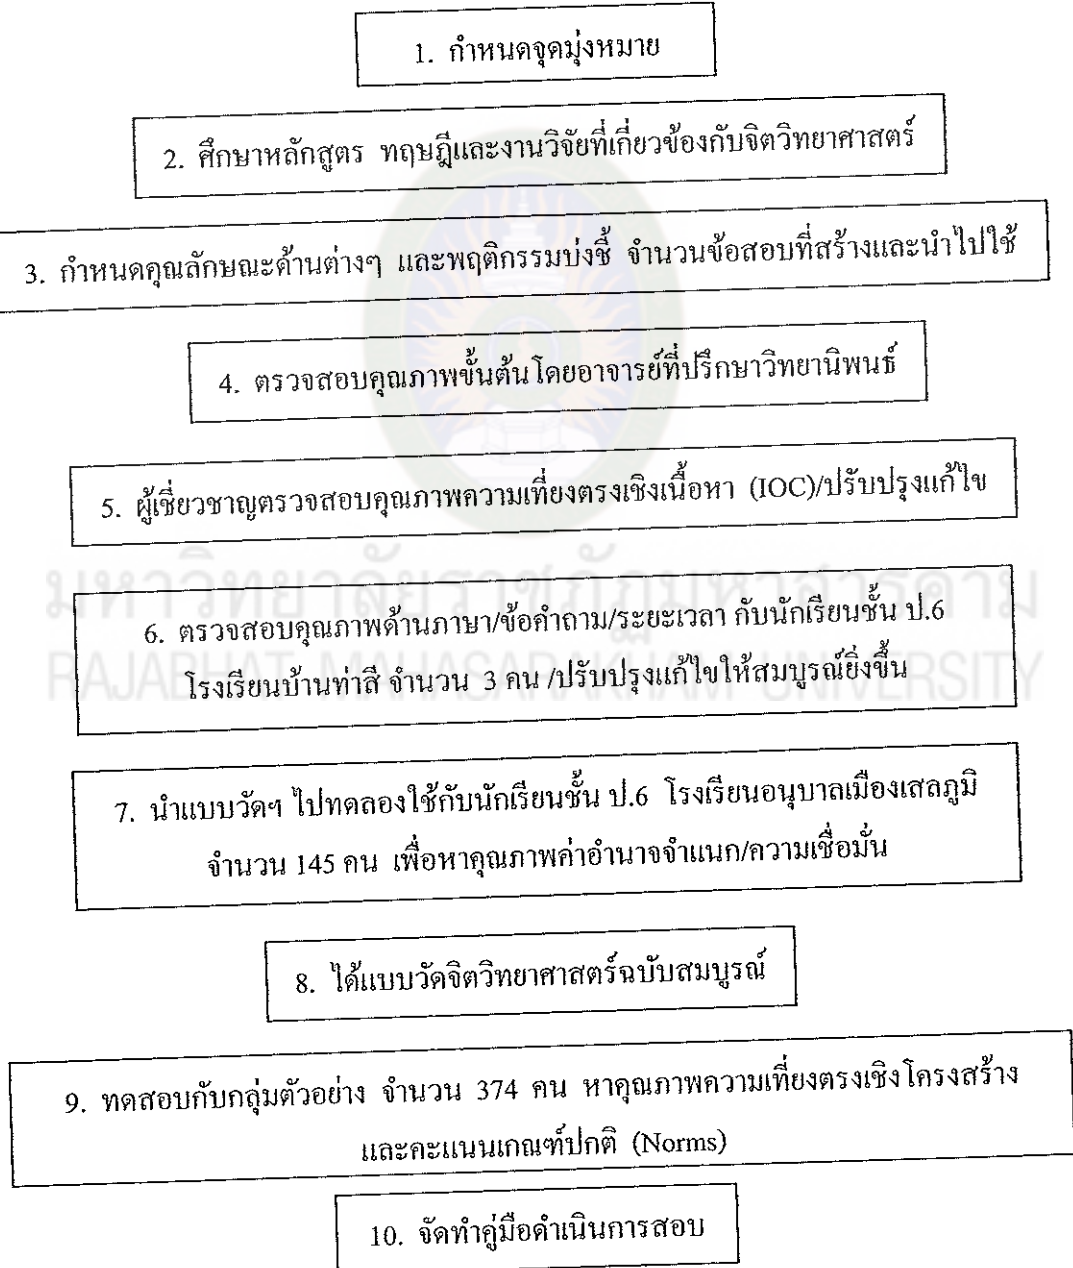 1. กำหนดจุดมุ่งหมาย
2. ศึกษาหลักสูตร ทฤษฎีและงานวิจัยที่เกี่ยวข้องกับจิตวิทยาศาสตร์
3. กำหนดคุณลักษณะด้านต่างๆ และพฤติกรรมบ่งชี้ จำนวนข้อสอบที่สร้างและนำไปใช้
4. ตรวจสอบคุณภาพขั้นต้นโดยอาจารย์ที่ปรึกษาวิทยานิพนธ์
5. ผู้เชี่ยวชาญตรวจสอบคุณภาพความเที่ยงตรงเชิงเนื้อหา (IOC)/ปรับปรุงแก้ไข
มหาวิทยาลัยราชภัฏมหาสารคาม
6. ตรวจสอบคุณภาพด้านภาษา/ข้อคำถาม/ระยะเวลา กับนักเรียนชั้น ป.6
RAJABHAT MAHASARAKHAM UNIVERSITY
โรงเรียนบ้านท่าสี จำนวน 3 คน /ปรับปรุงแก้ไขให้สมบูรณ์ยิ่งขึ้น
7. นำแบบวัดฯ ไปทดลองใช้กับนักเรียนชั้น ป.6 โรงเรียนอนุบาลเมืองเสลภูมิ
จำนวน 145 คน เพื่อหาคุณภาพค่าอำนาจจำแนก/ความเชื่อมั่น
8. ได้แบบวัดจิตวิทยาศาสตร์ฉบับสมบูรณ์
9. ทดสอบกับกลุ่มตัวอย่าง จำนวน 374 คน หาคุณภาพความเที่ยงตรงเชิงโครงสร้าง
และคะแนนเกณฑ์ปกติ (Norms)
10. จัดทำคู่มือดำเนินการสอบ